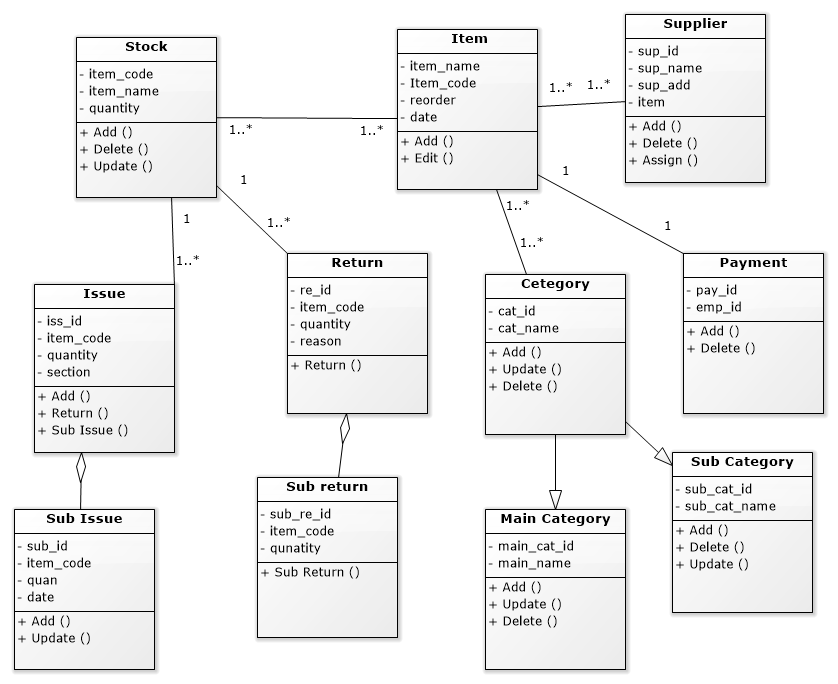 Stock
- item_code
- item_name
- quantity
+ Add ()
+ Delete ()
+ Update ()
Item
- item_name
- Item_code
- reorder
- date
+ Add ()
+ Edit ()
Supplier
- sup_id
- sup_name
- sup_add
- item
+ Add ()
+ Delete ()
+ Assign ()
1..*
1..*
1..*
1..*
1
1..*
1
1..*
1..*
1..*
1
1
Issue
- iss_id
- item_code
- quantity
- section
+ Add ()
+ Return ()
+ Sub Issue ()
Return
- re_id
- item_code
- quantity
- reason
+ Return ()
Cetegory
- cat_id
- cat_name
+ Add ()
+ Update ()
+ Delete ()
Payment
- pay_id
- emp_id
+ Add ()
+ Delete ()
Sub Issue
- sub_id
- item_code
- quan
- date
+ Add ()
+ Update ()
Sub return
- sub_re_id
- item_code
- qunatity
+ Sub Return ()
Main Category
- main_cat_id
- main_name
+ Add ()
+ Update ()
+ Delete ()
Sub Category
- sub_cat_id
- sub_cat_name
+ Add ()
+ Delete ()
+ Update ()